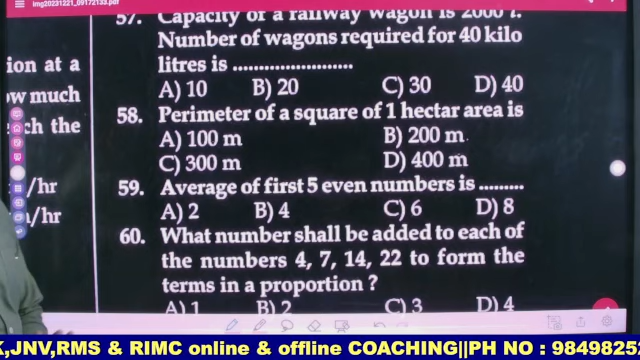 img20231221_09172133.pdf
57. Capacity of a railway wagon is 2000 l.
Number of wagons required for 40 kilo
litres is ........................
A) 10 B) 20 C) 30 D) 40
58. Perimeter of a square of 1 hectar area is
A) 100 m B) 200 m
C) 300 m D) 400 m
59. Average of first 5 even numbers is ..........
A) 2 B) 4 C) 6 D) 8
60. What number shall be added to each of
the numbers 4, 7, 14, 22 to form the
terms in a proportion ?
A) 1 B) 2 C) 3 D) 4
ion at a
w much
ch the
/hr
/hr
K,JNV,RMS & RIMC online & offline COACHING||PH NO : 9849825